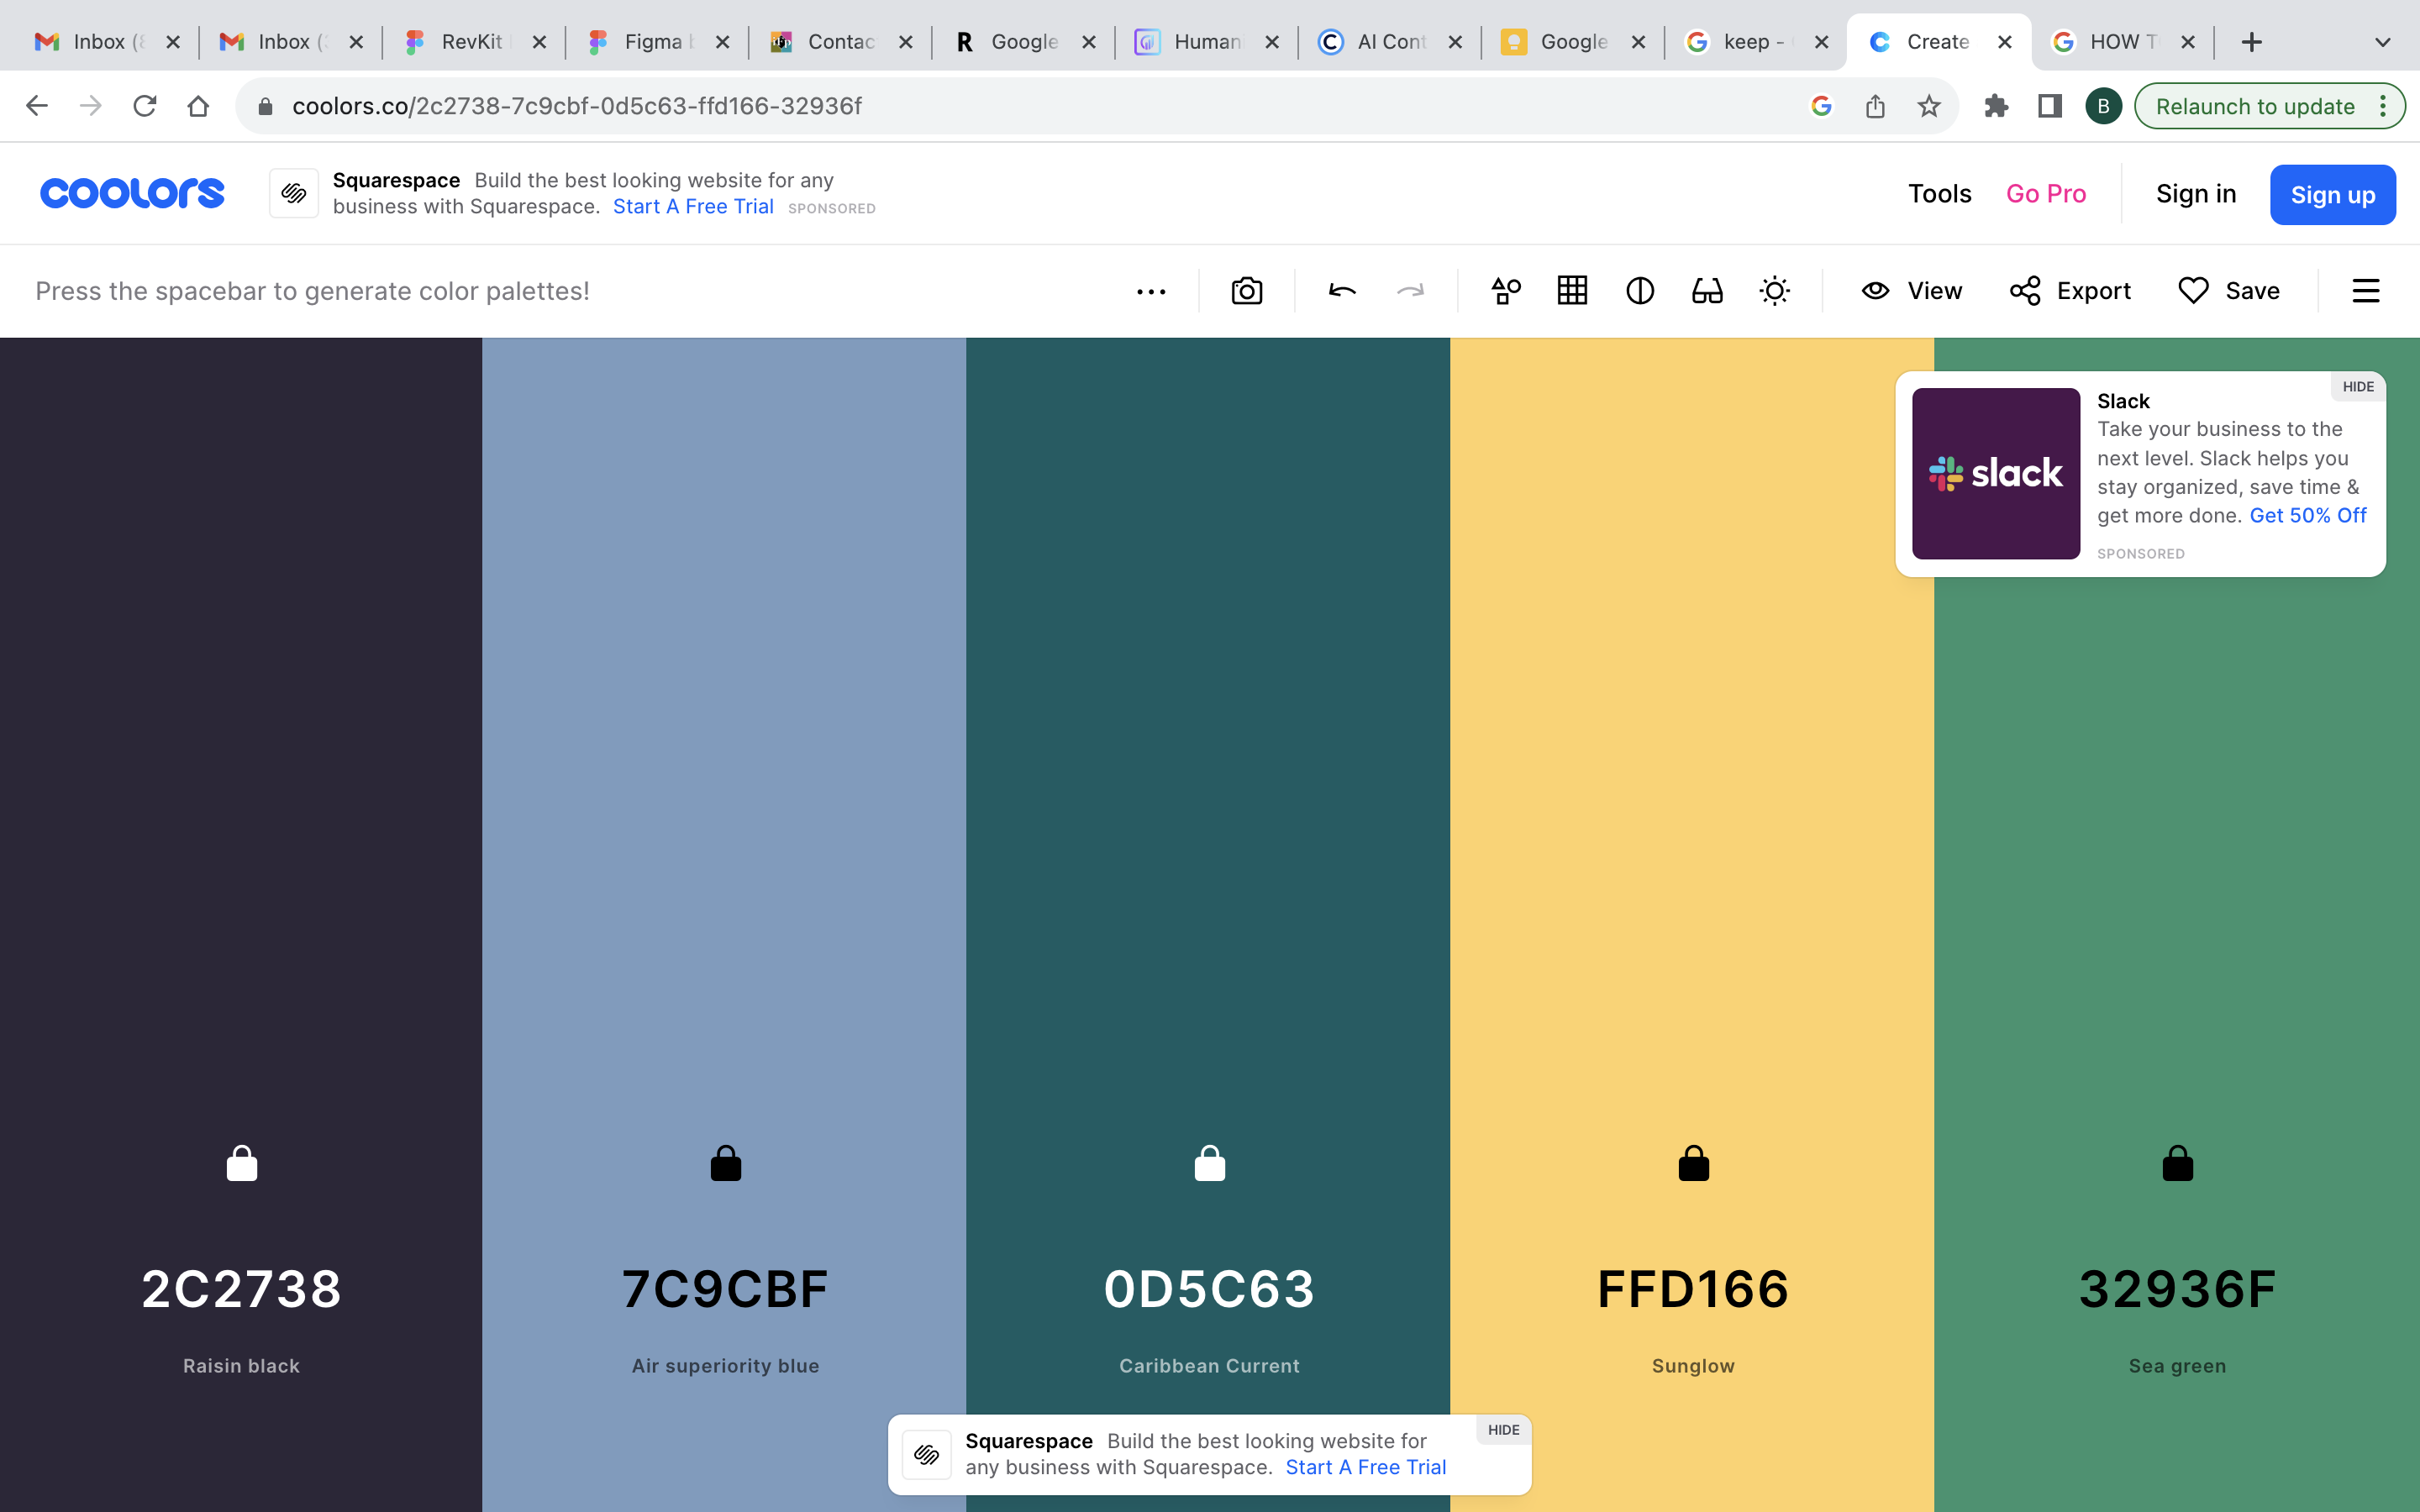 Inbox (
Inbox (
RevKit
Figma
Contac
R Google
Human
AI Cont
Google
keep -
Create
HOW T
coolors.co/2c2738-7c9cbf-0d5c63-ffd166-32936f
B
Relaunch to update
coolors
Squarespace Build the best looking website for any
business with Squarespace. Start A Free Trial SPONSORED
Tools
Go Pro
Sign in
Sign up
Press the spacebar to generate color palettes!
View
Export
Save
HIDE
slack
Slack
Take your business to the
next level. Slack helps you
stay organized, save time &
get more done. Get 50% Off
SPONSORED
2C2738
7C9CBF
0D5C63
FFD166
32936F
Raisin black
Air superiority blue
Caribbean Current
Sunglow
Sea green
HIDE
Squarespace Build the best looking website for
any business with Squarespace. Start A Free Trial